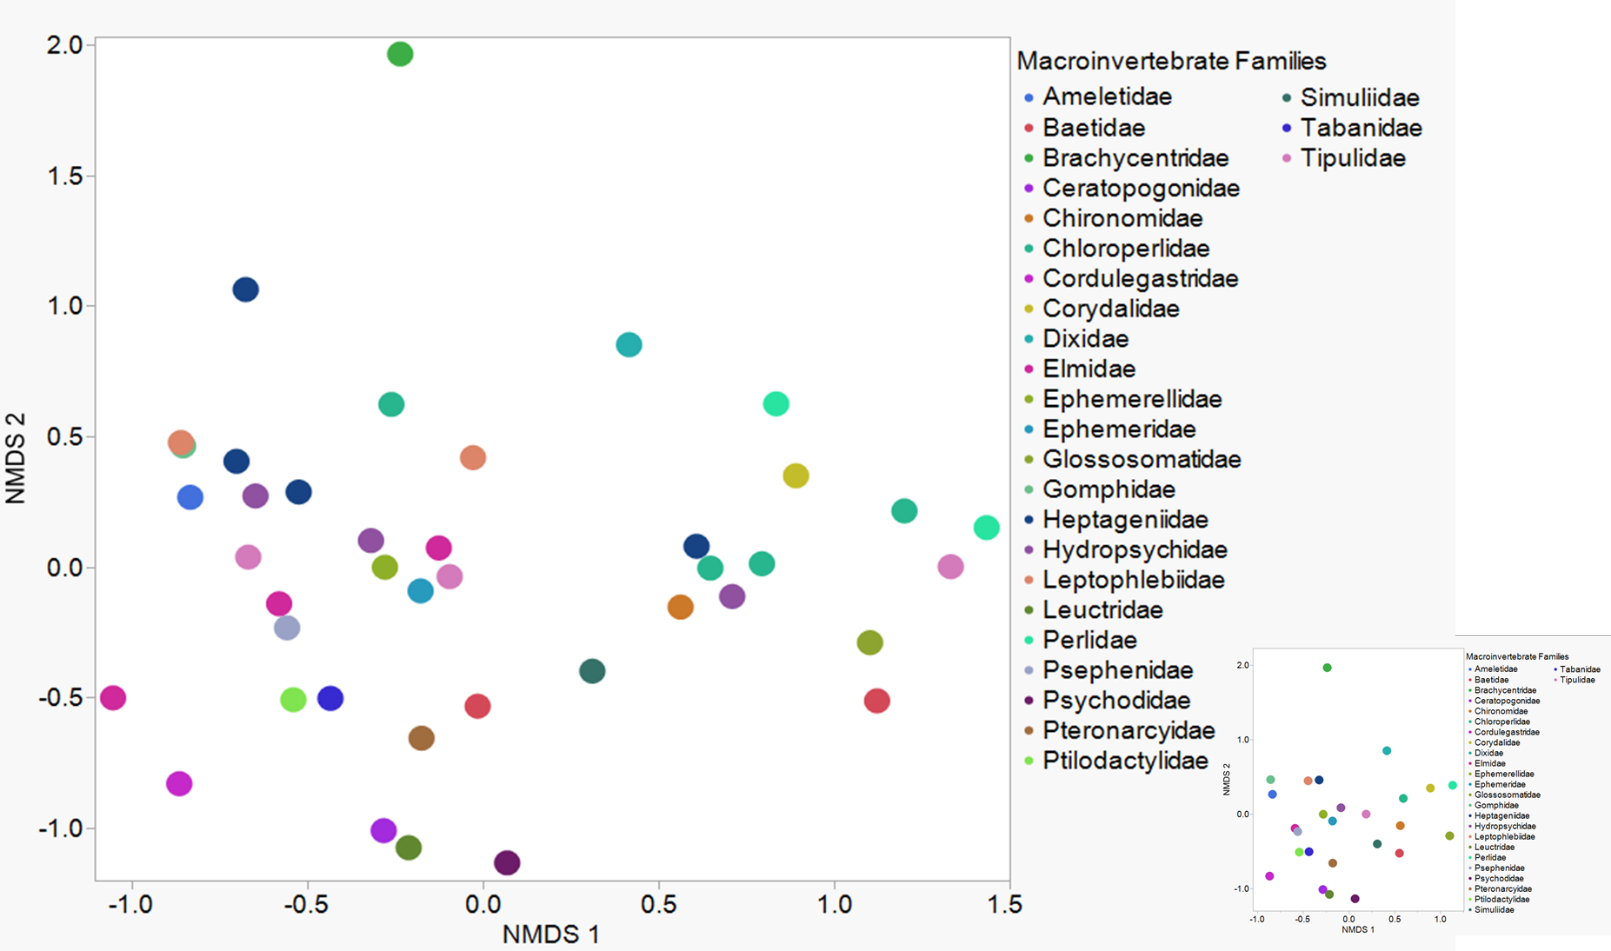 2.0
1.5
1.0
0.5
0.0
-0.5
-1.0
NMDS 2
-1.0 -0.5 0.0 0.5 1.0 1.5
NMDS 1
Macroinvertebrate Families
Ameletidae
Baetidae
Brachycentridae
Ceratopogonidae
Chironomidae
Chloroperlidae
Cordulegastridae
Corydalidae
Dixidae
Elmidae
Ephemerellidae
Ephemeridae
Glossosomatidae
Gomphidae
Heptageniidae
Hydropsychidae
Leptophlebiidae
Leuctridae
Perlidae
Psephenidae
Psychodidae
Pteronarcyidae
Ptilodactylidae
Simuliidae
Tabanidae
Tipulidae
2.0
1.0
0.0
-1.0
NMDS 2
-1.0 -0.5 0.0 0.5 1.0
NMDS 1
Macroinvertebrate Families
Ameletidae
Baetidae
Brachycentridae
Ceratopogonidae
Chironomidae
Chloroperlidae
Cordulegastridae
Corydalidae
Dixidae
Elmidae
Ephemerellidae
Ephemeridae
Glossosomatidae
Gomphidae
Heptageniidae
Hydropsychidae
Leptophlebiidae
Leuctridae
Perlidae
Psephenidae
Psychodidae
Pteronarcyidae
Ptilodactylidae
Simuliidae
Tabanidae
Tipulidae